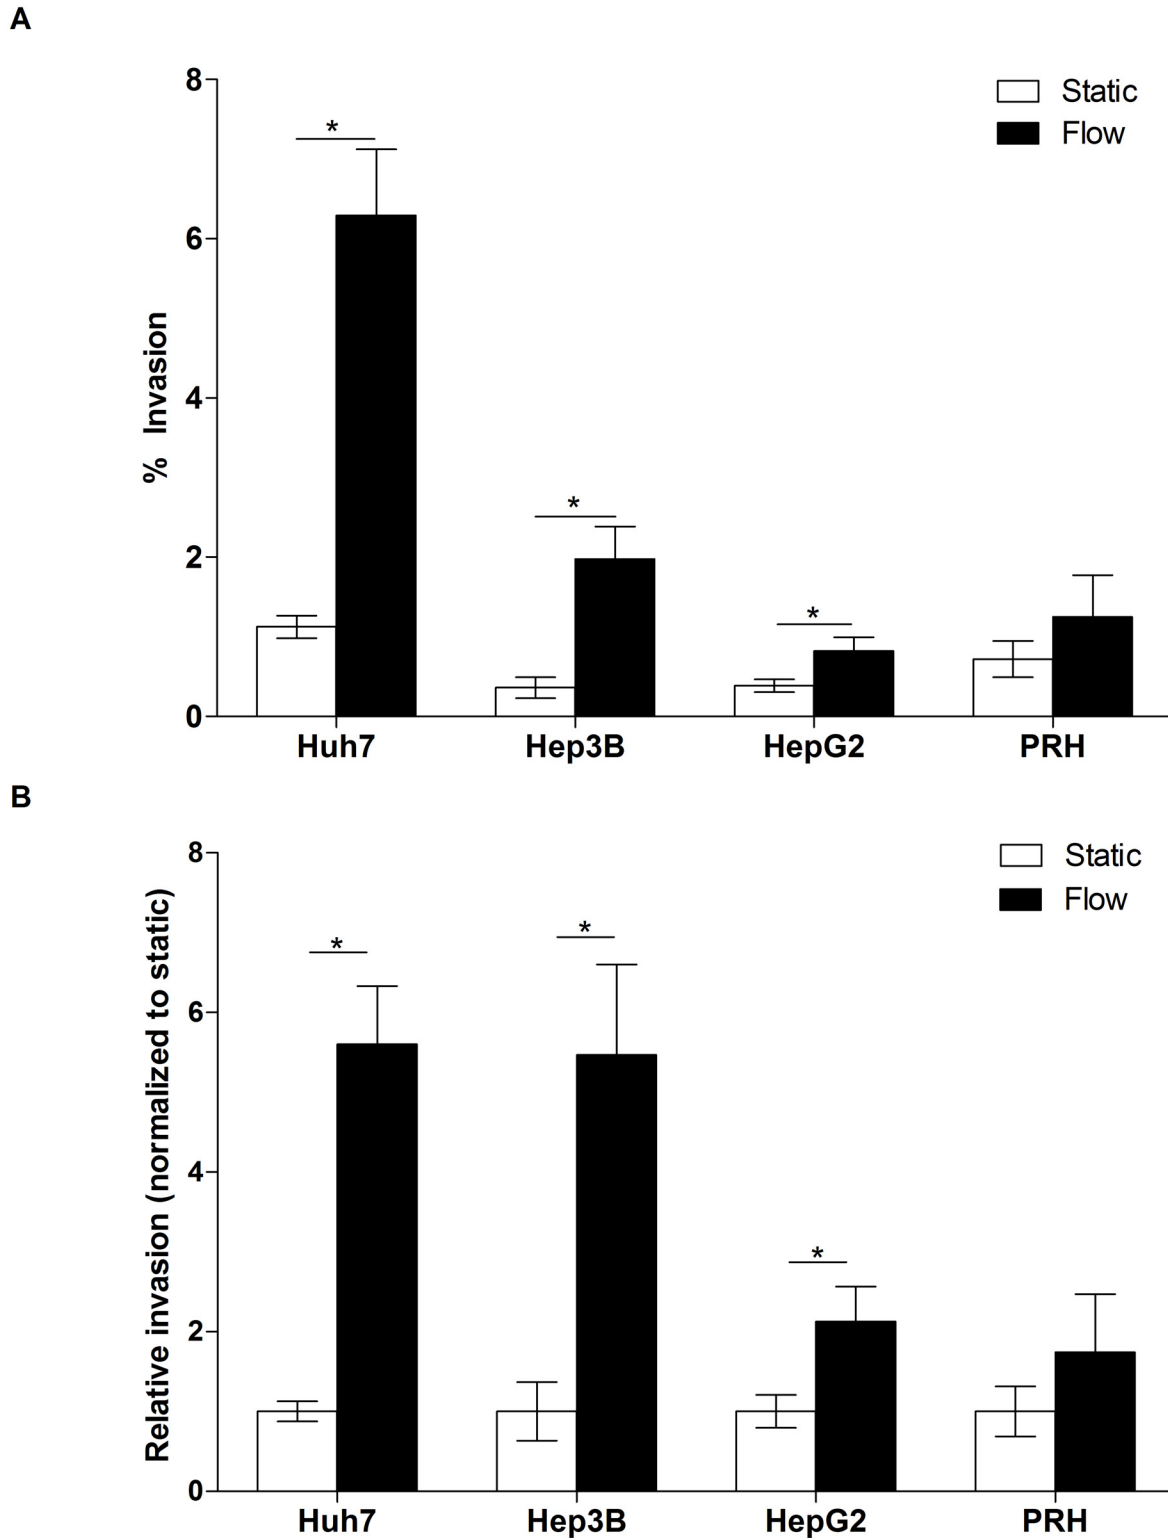 A
8
6
4
2
0
% Invasion
Static
Flow
*
*
*
Huh7 Hep3B HepG2 PRH
B
8
6
4
2
0
Relative invasion (normalized to static)
Static
Flow
*
*
*
Huh7 Hep3B HepG2 PRH